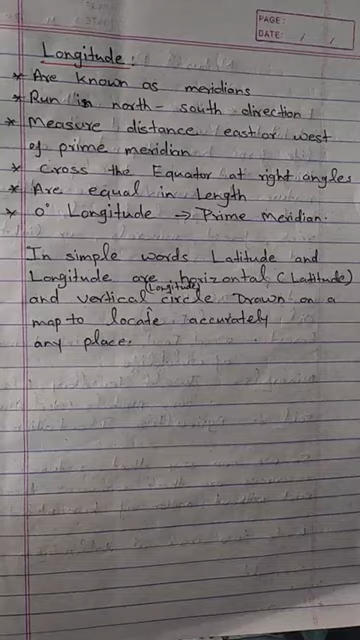 PAGE:
DATE: / /
Longitude:
* Are known as meridians
* Run in north - south direction
* Measure distance east or west
of prime meridian
* Cross the Equator at right angles
* Are equal in Length
* 0° Longitude → Prime Meridian.
In simple words Latitude and
Longitude are horizontal (Latitude)
and vertical (Longitude) circle Drawn on a
map to locate accurately
any place.